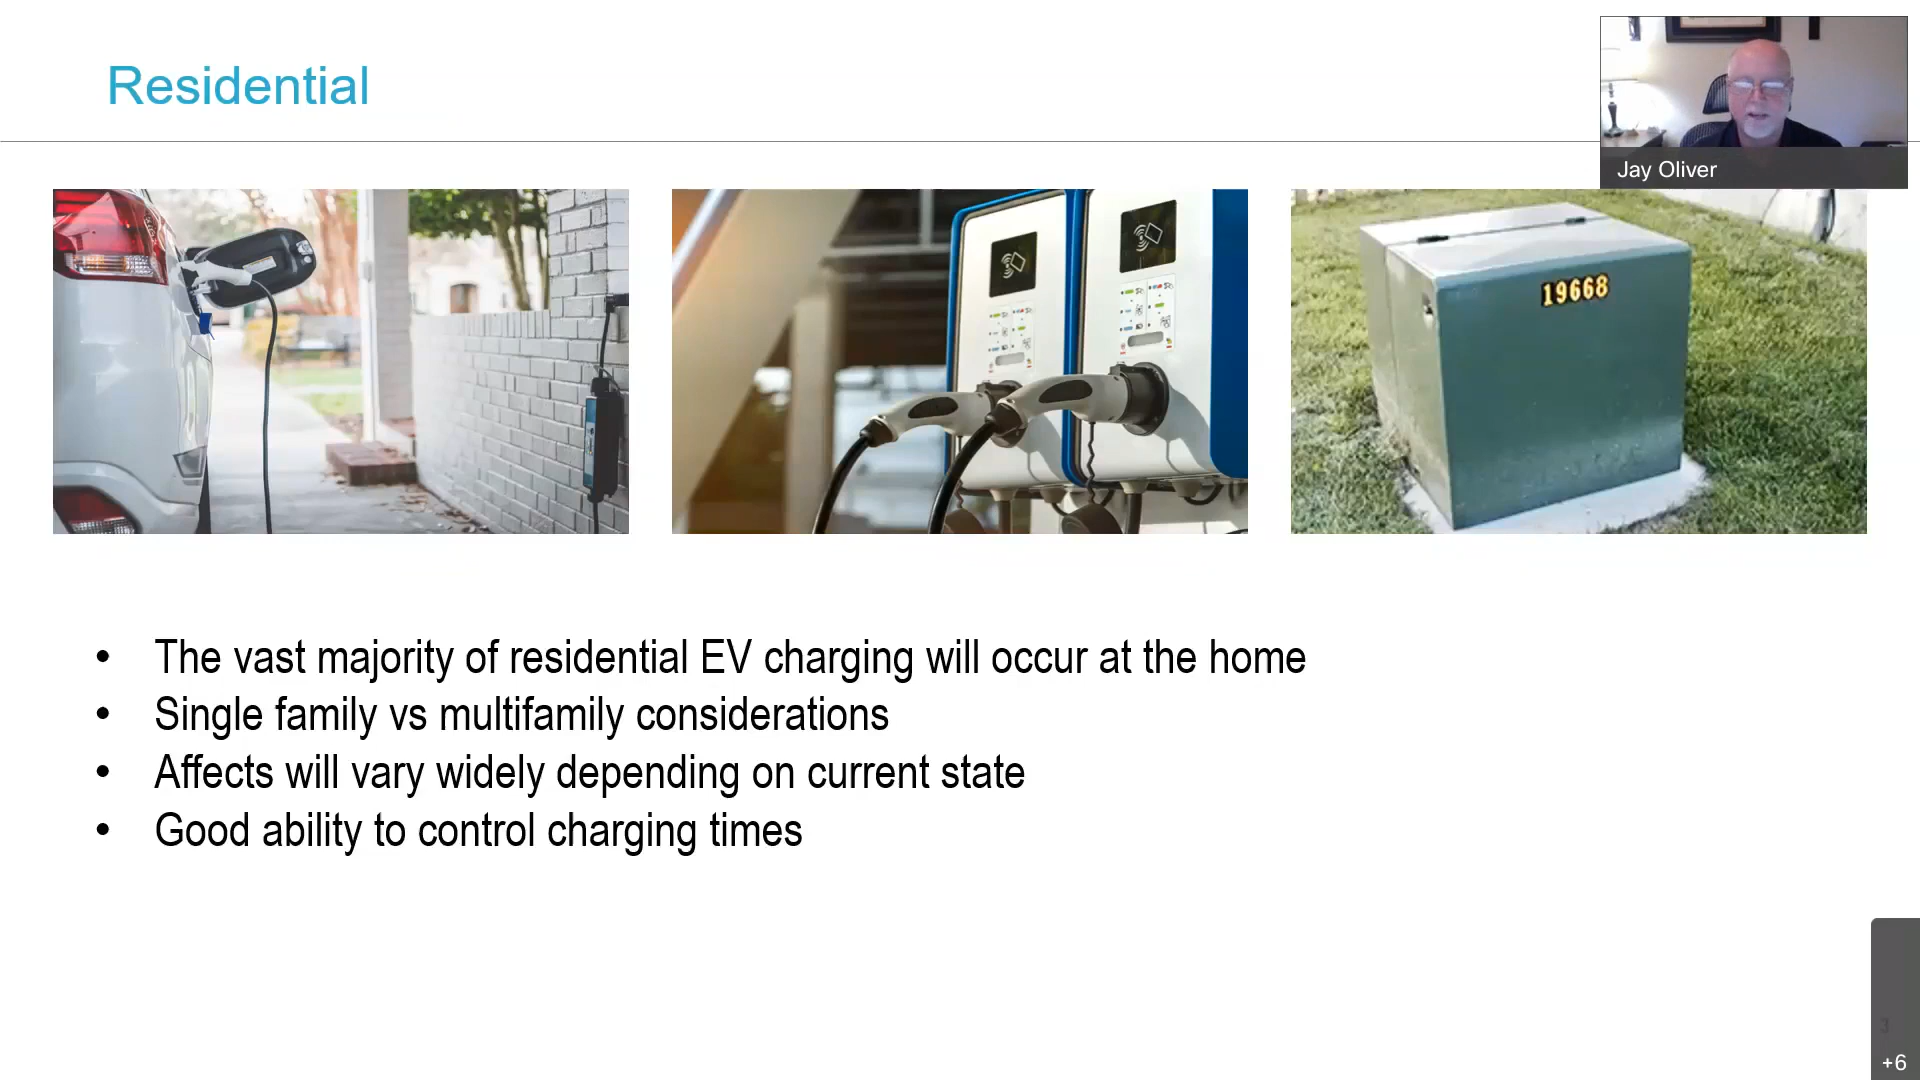 Residential
Jay Oliver
19668
• The vast majority of residential EV charging will occur at the home
• Single family vs multifamily considerations
• Affects will vary widely depending on current state
• Good ability to control charging times
3
+6